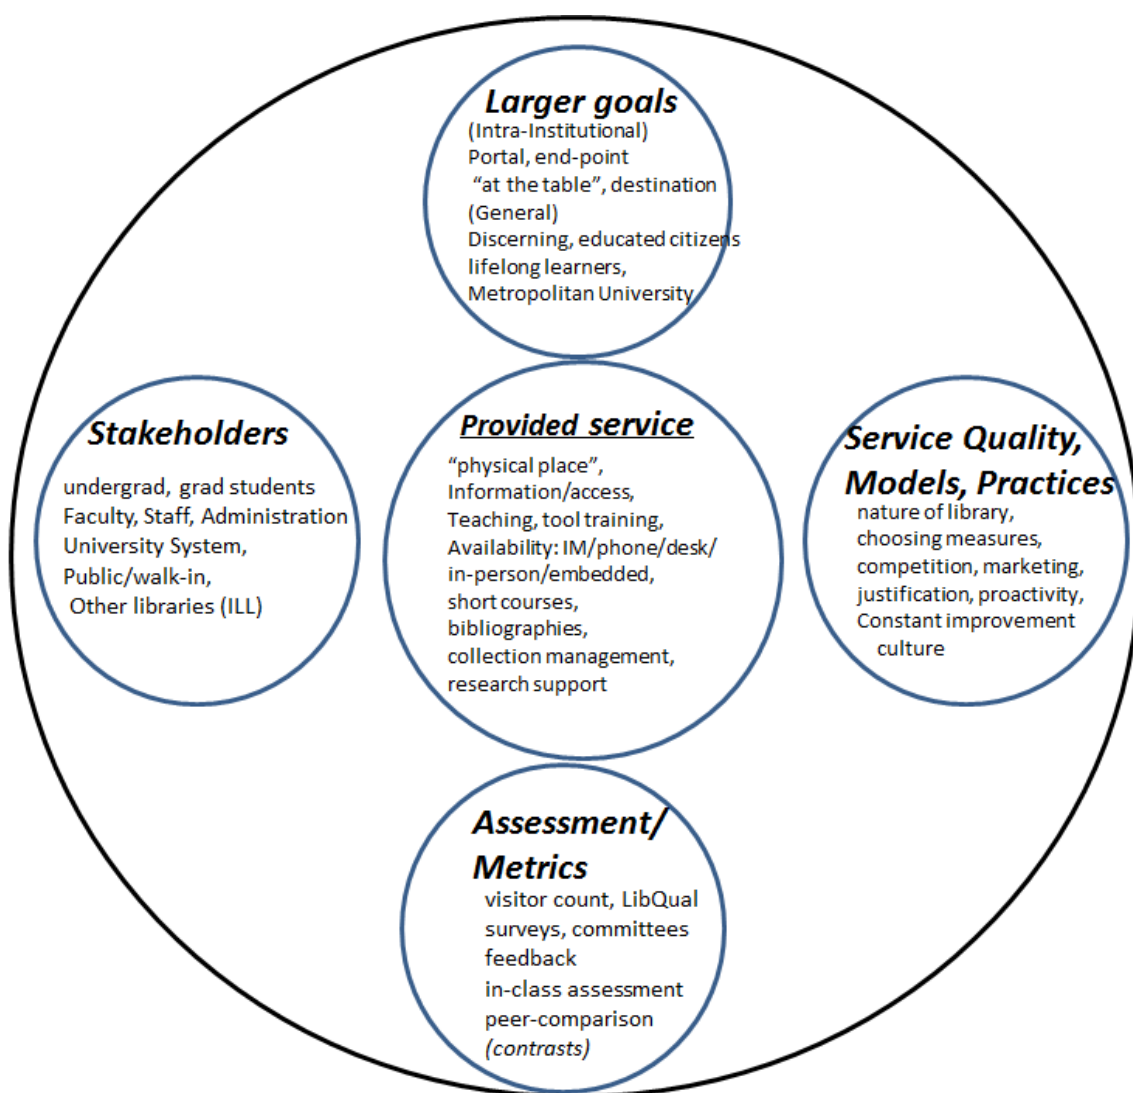 Larger goals
(Intra-Institutional)
Portal, end-point
“at the table”, destination
(General)
Discerning, educated citizens
lifelong learners,
Metropolitan University
Stakeholders
undergrad, grad students
Faculty, Staff, Administration
University System,
Public/walk-in,
Other libraries (ILL)
Provided service
“physical place”,
Information/access,
Teaching, tool training,
Availability: IM/phone/desk/
in-person/embedded,
short courses,
bibliographies,
collection management,
research support
Service Quality,
Models, Practices
nature of library,
choosing measures,
competition, marketing,
justification, proactivity,
Constant improvement
culture
Assessment/
Metrics
visitor count, LibQual
surveys, committees
feedback
in-class assessment
peer-comparison
(contrasts)